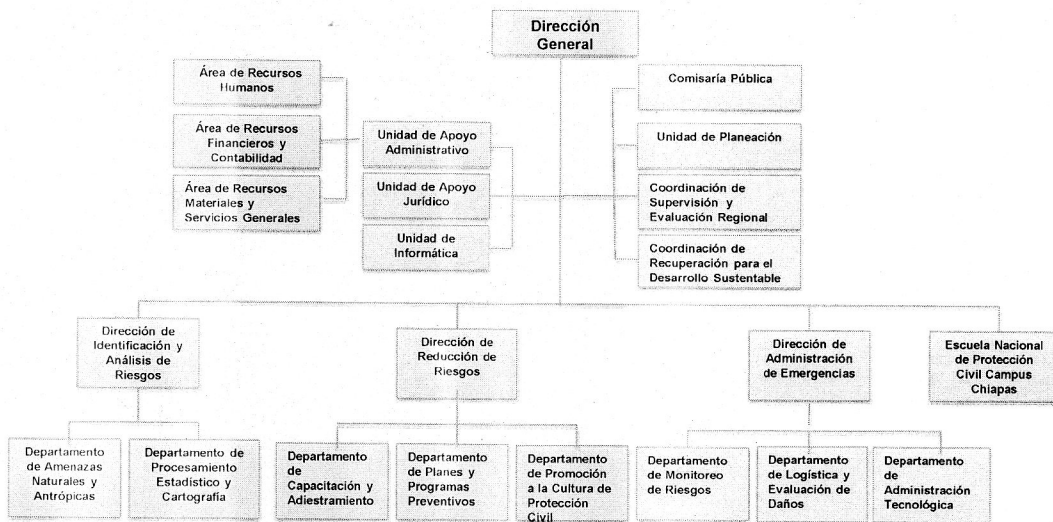 Dirección
General
Área de Recursos
Humanos
Área de Recursos
Financieros y
Contabilidad
Área de Recursos
Materiales y
Servicios Generales
Unidad de Apoyo
Administrativo
Unidad de Apoyo
Jurídico
Unidad de
Informática
Comisaría Pública
Unidad de Planeación
Coordinación de
Supervisión y
Evaluación Regional
Coordinación de
Recuperación para el
Desarrollo Sustentable
Dirección de
Identificación y
Análisis de
Riesgos
Dirección de
Reducción de
Riesgos
Dirección de
Administración
de Emergencias
Escuela Nacional
de Protección
Civil Campus
Chiapas
Departamento
de Amenazas
Naturales y
Antrópicas
Departamento de
Procesamiento
Estadístico y
Cartografía
Departamento
de
Capacitación y
Adiestramiento
Departamento
de Planes y
Programas
Preventivos
Departamento
de Promoción
a la Cultura de
Protección
Civil
Departamento
de Monitoreo
de Riesgos
Departamento
de Logística y
Evaluación de
Daños
Departamento
de
Administración
Tecnológica